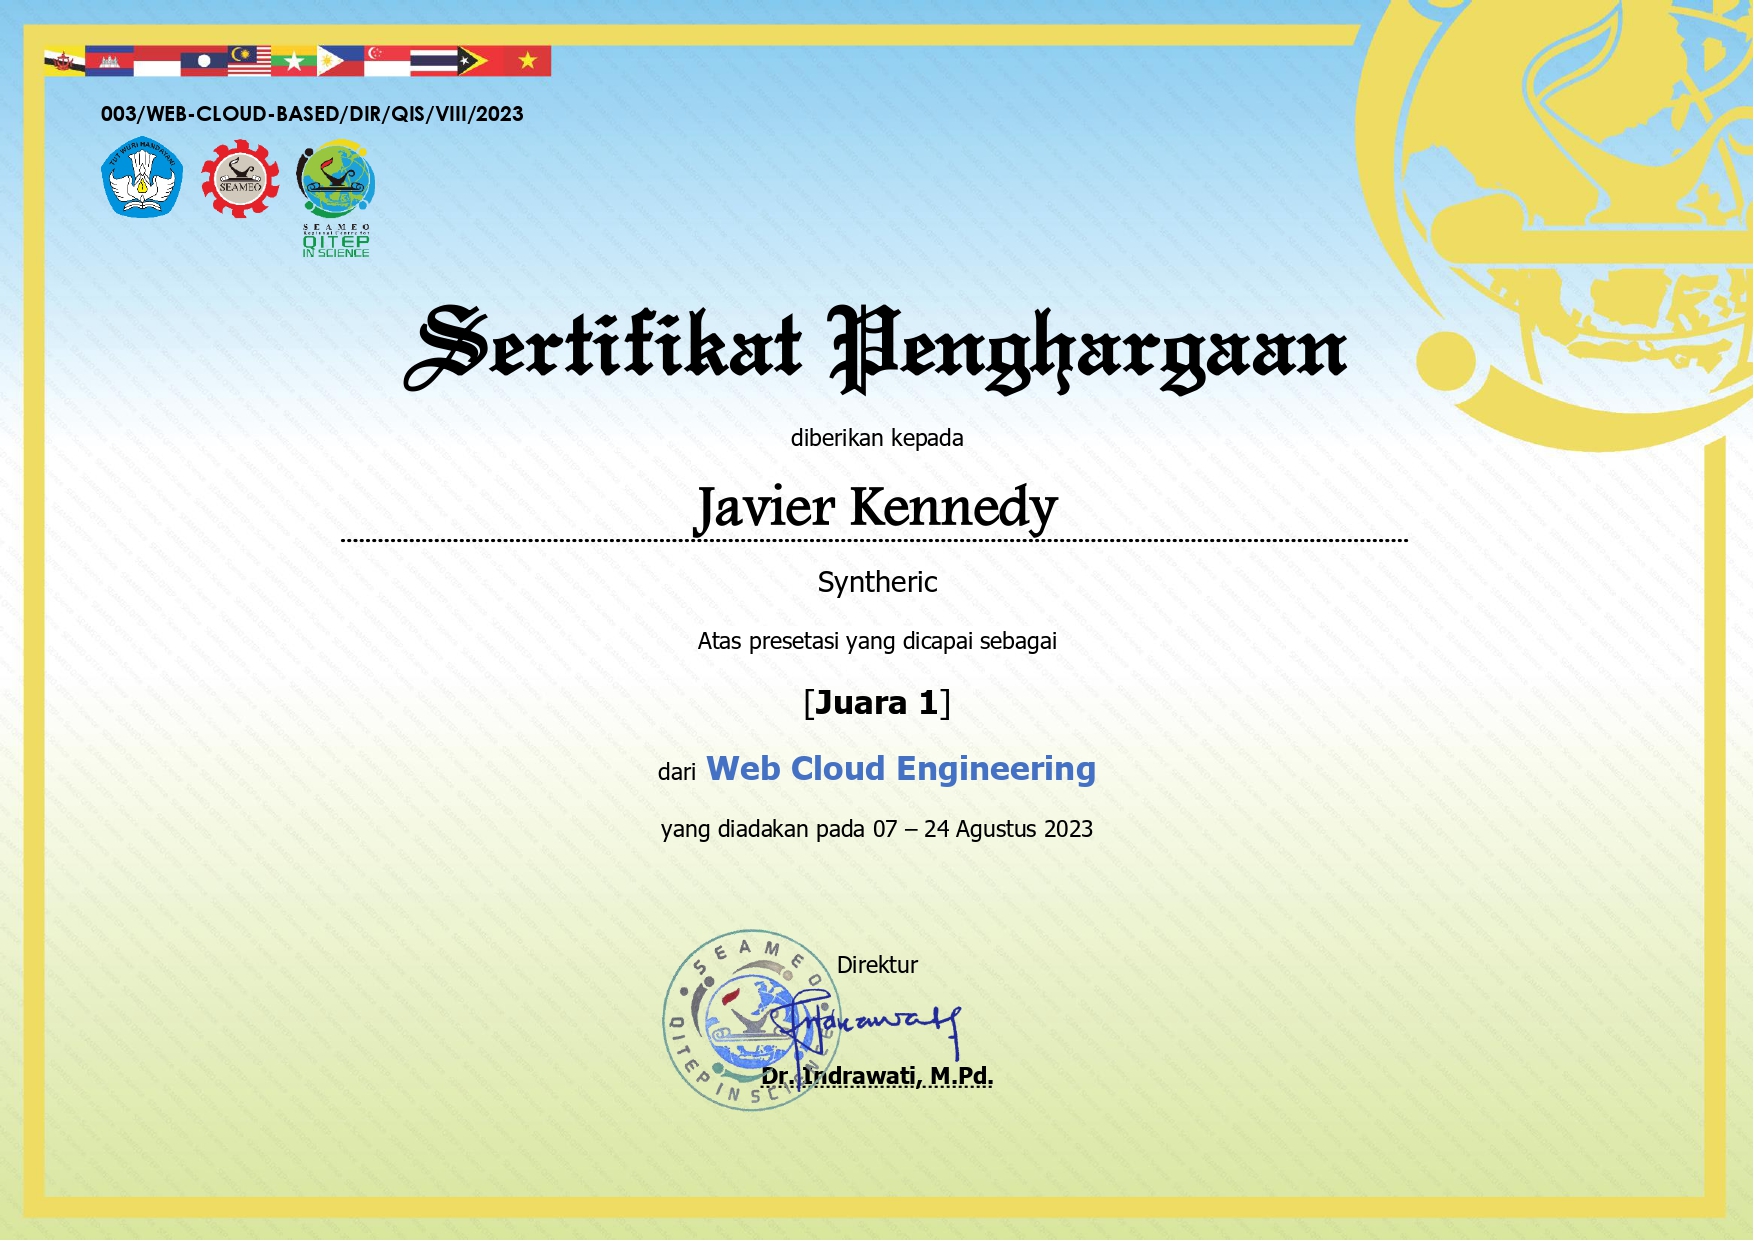 003/WEB-CLOUD-BASED/DIR/QIS/VIII/2023
TUT WURI HANDAYANI
SEAMEO
SEAMEO
Regional Centre for
QITEP
IN SCIENCE
Sertifikat Penghargaan
diberikan kepada
Javier Kennedy
Syntheric
Atas presetasi yang dicapai sebagai
[Juara 1]
dari Web Cloud Engineering
yang diadakan pada 07 – 24 Agustus 2023
SEAMEO
QITEP IN SCIENCE
Direktur
Indrawati
Dr. Indrawati, M.Pd.